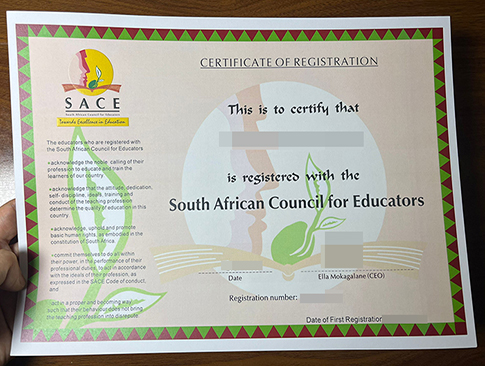 SACE
South African Council for Educators
Towards Excellence in Education
The educators who are registered with
the South African Council for Educators
•acknowledge the noble calling of their
profession to educate and train the
learners of our country
•acknowledge that the attitude, dedication,
self- discipline, ideals, training and
conduct of the teaching profession
determine the quality of education in this
country.
•acknowledge, uphold and promote
basic human rights, as embodied in the
constitution of South Africa
• commit themselves to do all within
their power, in the performance of their
professional duties, to act in accordance
with the ideals of their profession, as
expressed in the SACE Code of conduct,
and
•act in a proper and becoming way
such that their behaviour does not bring
the teaching profession into disrepute
CERTIFICATE OF REGISTRATION
This is to certify that
is registered with the
South African Council for Educators
Date
Ella Mokagalane (CEO)
Registration number:
Date of First Registration